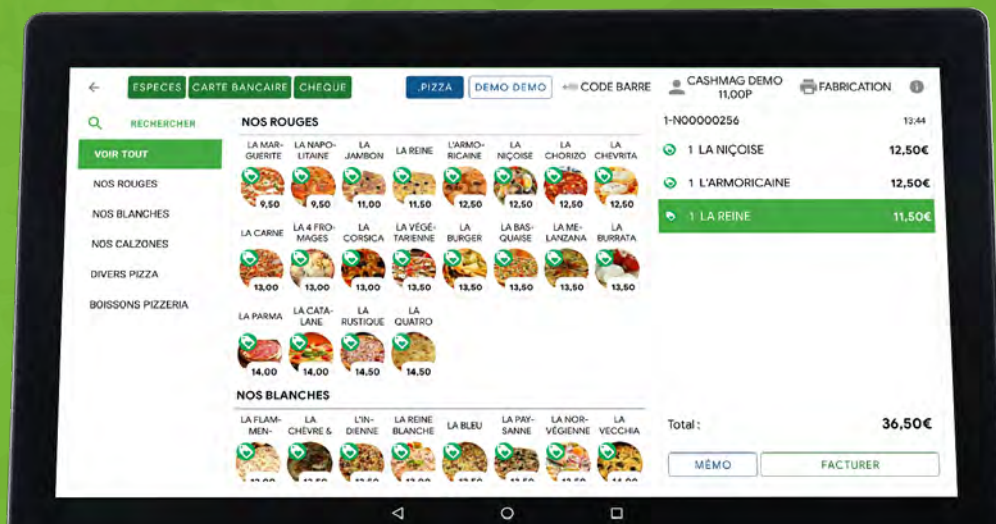 ESPECES CARTE BANCAIRE CHEQUE .PIZZA DEMO DEMO CODE BARRE CASHMAG DEMO FABRICATION
11,00P
RECHERCHER
VOIR TOUT
NOS ROUGES
NOS BLANCHES
NOS CALZONES
DIVERS PIZZA
BOISSONS PIZZERIA
NOS ROUGES
LA MAR- LA NAPO- LA LA REINE L'ARMO- LA LA LA
GUERITE LITAINE JAMBON RICAINE NIÇOISE CHORIZO CHEVRITA
9,50 9,50 11,00 11,50 12,50 12,50 12,50 12,50
LA CARNE LA 4 FRO- LA LA VÉGÉ- LA LA BAS- LA ME- LA
MAGES CORSICA TARIENNE BURGER QUAISE LANZANA BURRATA
13,00 13,00 13,00 13,50 13,50 13,50 13,50 13,50
LA PARMA LA CATA- LA LA
LANE RUSTIQUE QUATRO
14,00 14,00 14,50 14,50
NOS BLANCHES
LA FLAM- LA L'IN- LA REINE LA BLEU LA PAY- LA NOR- LA
MEN- CHÈVRE & DIENNE BLANCHE SANNE VÉGIENNE VECCHIA
1-N00000256 13:44
1 LA NIÇOISE 12,50€
1 L'ARMORICAINE 12,50€
1 LA REINE 11,50€
Total : 36,50€
MÉMO FACTURER